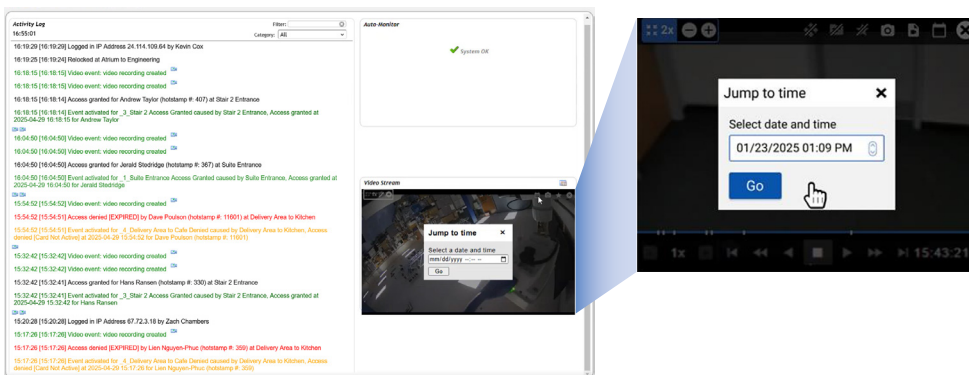 Activity Log
16:55:01
Filter:
Category: All
16:19:29 [16:19:29] Logged in IP Address 24.114.109.64 by Kevin Cox
16:19:25 [16:19:24] Relocked at Atrium to Engineering
16:18:15 [16:18:15] Video event: video recording created
16:18:15 [16:18:15] Video event: video recording created
16:18:15 [16:18:14] Access granted for Andrew Taylor (hotstamp #: 407) at Stair 2 Entrance
16:18:15 [16:18:14] Event activated for _3_Stair 2 Access Granted caused by Stair 2 Entrance, Access granted at
2025-04-29 16:18:15 for Andrew Taylor
16:04:50 [16:04:50] Video event: video recording created
16:04:50 [16:04:50] Video event: video recording created
16:04:50 [16:04:50] Access granted for Jerald Stedridge (hotstamp #: 367) at Suite Entrance
16:04:50 [16:04:50] Event activated for _1_Suite Entrance Access Granted caused by Suite Entrance, Access granted at
2025-04-29 16:04:50 for Jerald Stedridge
15:54:52 [15:54:52] Video event: video recording created
15:54:52 [15:54:51] Access denied [EXPIRED] by Dave Poulson (hotstamp #: 11601) at Delivery Area to Kitchen
15:54:52 [15:54:51] Event activated for _4_Delivery Area to Cafe Denied caused by Delivery Area to Kitchen, Access
denied [Card Not Active] at 2025-04-29 15:54:52 for Dave Poulson (hotstamp #: 11601)
15:32:42 [15:32:42] Video event: video recording created
15:32:42 [15:32:42] Video event: video recording created
15:32:42 [15:32:41] Access granted for Hans Ransen (hotstamp #: 330) at Stair 2 Entrance
15:32:42 [15:32:41] Event activated for _3_Stair 2 Access Granted caused by Stair 2 Entrance, Access granted at
2025-04-29 15:32:42 for Hans Ransen
15:20:28 [15:20:28] Logged in IP Address 67.72.3.18 by Zach Chambers
15:17:26 [15:17:26] Video event: video recording created
15:17:26 [15:17:26] Access denied [EXPIRED] by Lien Nguyen-Phuc (hotstamp #: 359) at Delivery Area to Kitchen
15:17:26 [15:17:26] Event activated for _4_Delivery Area to Cafe Denied caused by Delivery Area to Kitchen, Access
denied [Card Not Active] at 2025-04-29 15:17:26 for Lien Nguyen-Phuc (hotstamp #: 359)
Auto-Monitor
System OK
Video Stream
Jump to time
Select a date and time
mm/dd/yyyy --:-- --
Go
2x
Jump to time
Select date and time
01/23/2025 01:09 PM
Go
1x
15:43:21